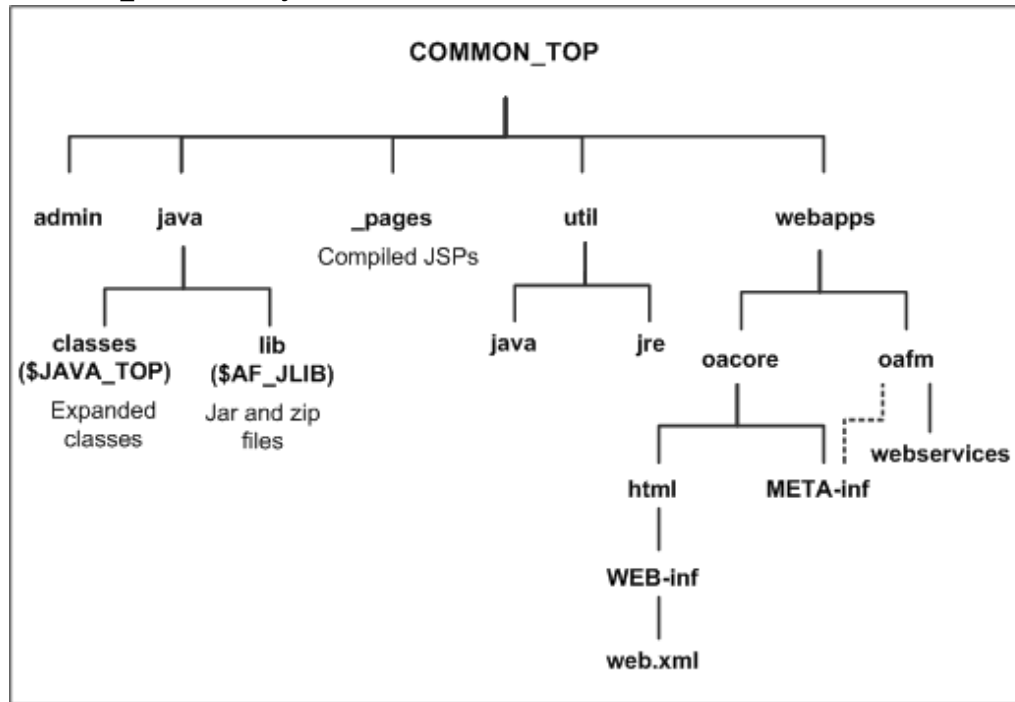 COMMON_TOP
admin
java
_pages
util
webapps
Compiled JSPs
classes
($JAVA_TOP)
lib
($AF_JLIB)
java
jre
oacore
oafm
Expanded
classes
Jar and zip
files
webservices
html
META-inf
WEB-inf
web.xml